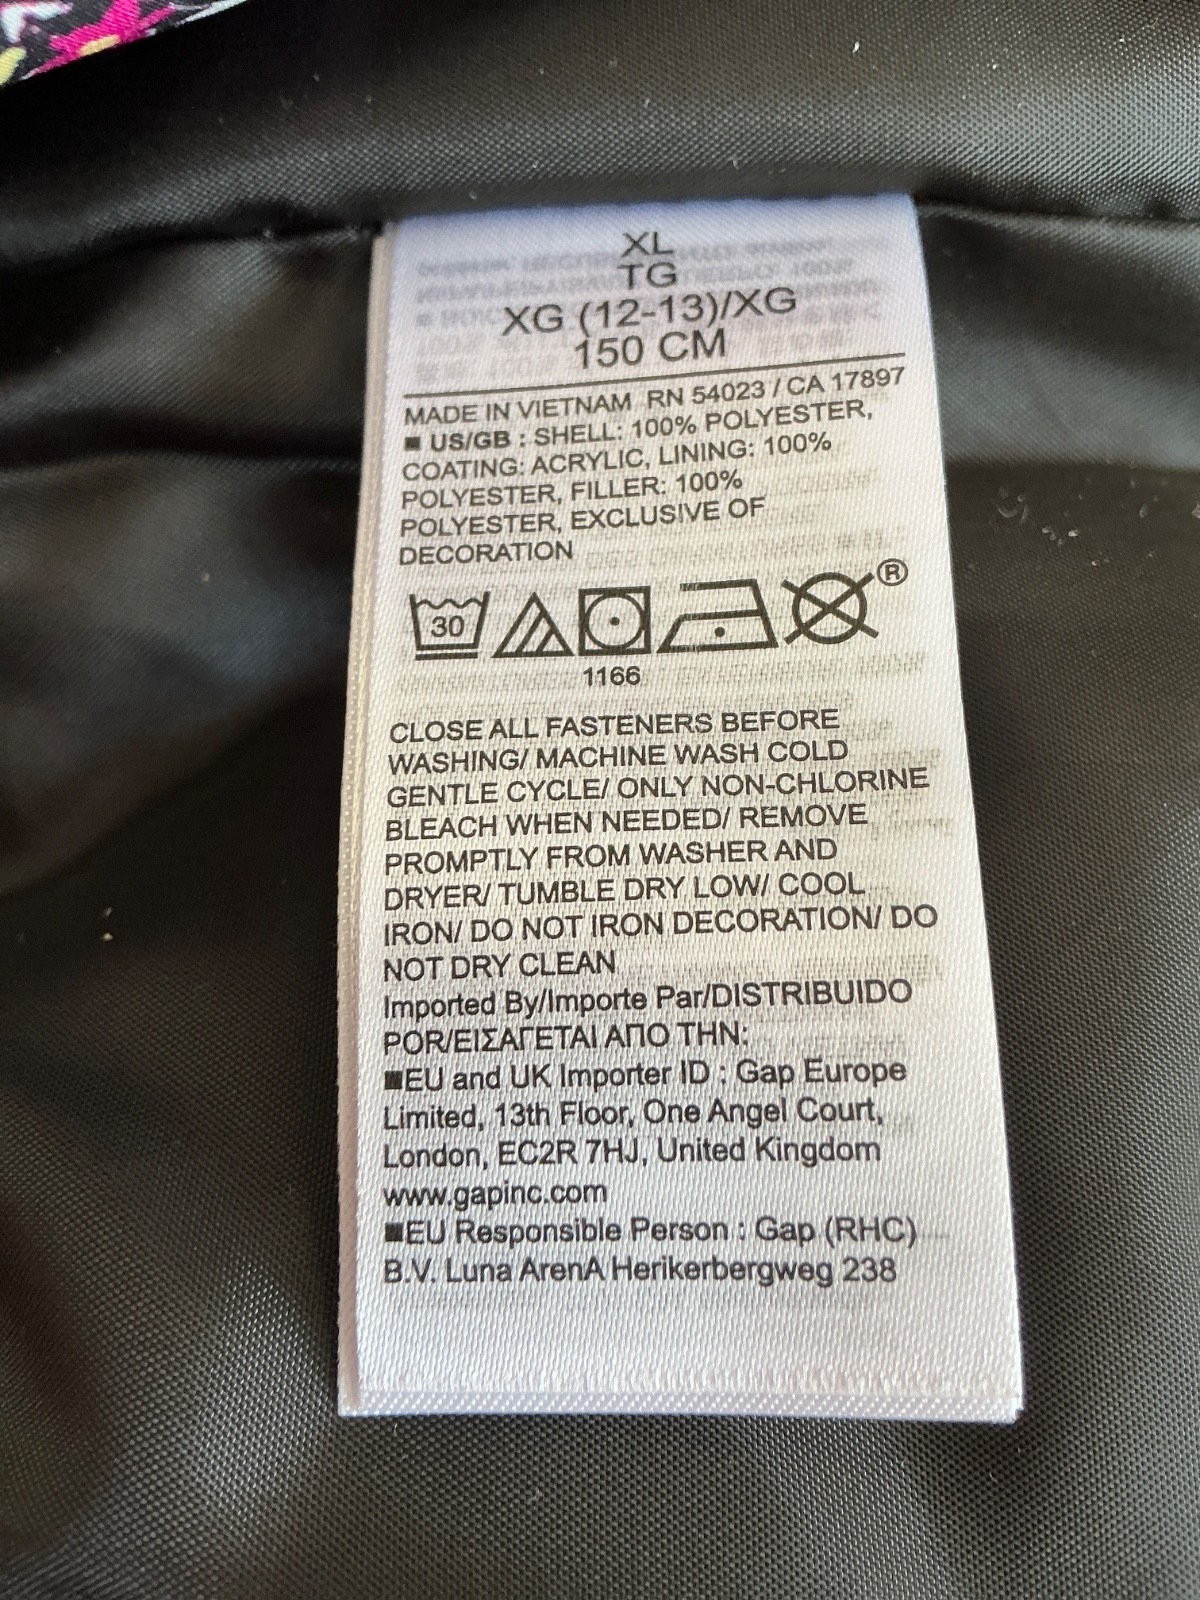 XL
TG
XG (12-13)/XG
150 CM
MADE IN VIETNAM RN 54023 / CA 17897
■ US/GB : SHELL: 100% POLYESTER,
COATING: ACRYLIC, LINING: 100%
POLYESTER, FILLER: 100%
POLYESTER, EXCLUSIVE OF
DECORATION
30
®
1166
CLOSE ALL FASTENERS BEFORE
WASHING/ MACHINE WASH COLD
GENTLE CYCLE/ ONLY NON-CHLORINE
BLEACH WHEN NEEDED/ REMOVE
PROMPTLY FROM WASHER AND
DRYER/ TUMBLE DRY LOW/ COOL
IRON/ DO NOT IRON DECORATION/ DO
NOT DRY CLEAN
Imported By/Importe Par/DISTRIBUIDO
POR/ΕΙΣΑΓΕΤΑΙ ΑΠΟ ΤΗΝ:
■EU and UK Importer ID : Gap Europe
Limited, 13th Floor, One Angel Court,
London, EC2R 7HJ, United Kingdom
www.gapinc.com
■EU Responsible Person : Gap (RHC)
B.V. Luna ArenA Herikerbergweg 238